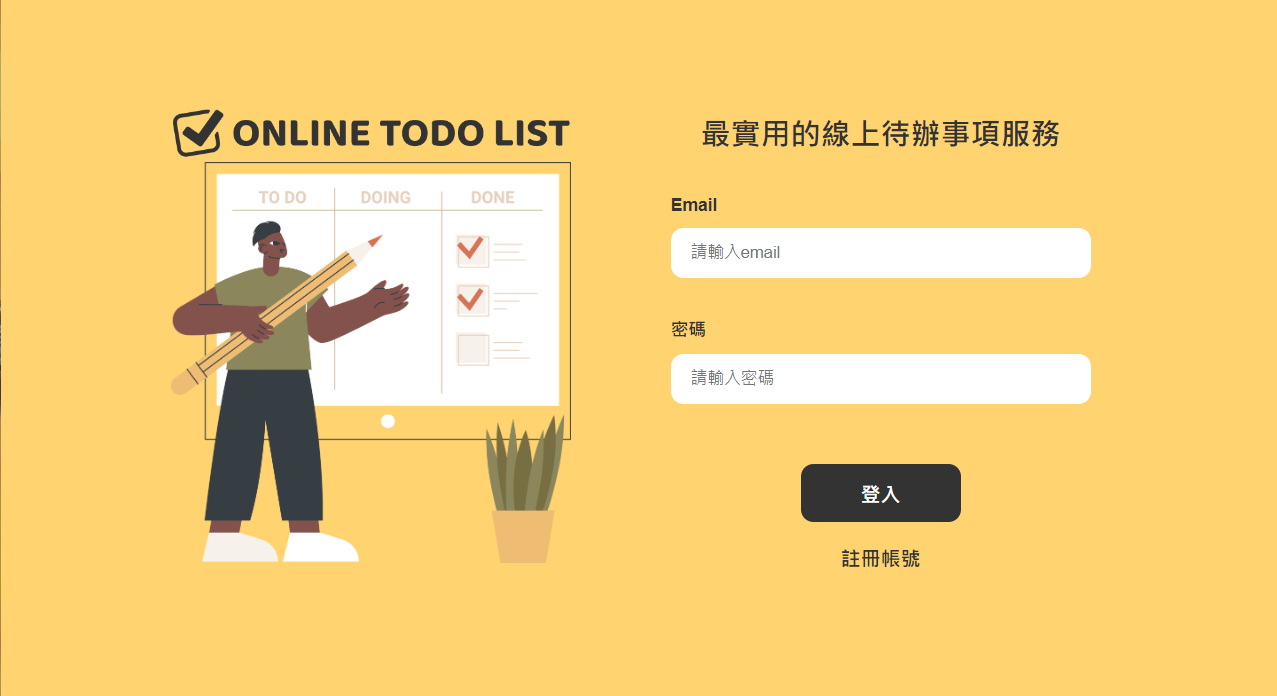 ONLINE TODO LIST
TO DO
DOING
DONE
最實用的線上待辦事項服務
Email
請輸入email
密碼
請輸入密碼
登入
註冊帳號